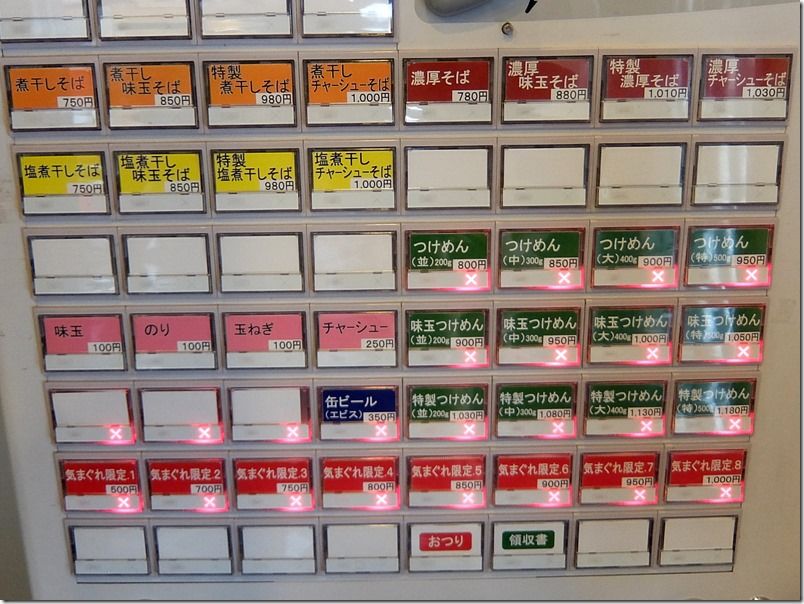 煮干しそば
750円
煮干し
味玉そば
850円
特製
煮干しそば
980円
煮干し
チャーシューそば
1,000円
濃厚そば
780円
濃厚
味玉そば
880円
特製
濃厚そば
1,010円
濃厚
チャーシューそば
1,030円
塩煮干しそば
750円
塩煮干し
味玉そば
850円
特製
塩煮干しそば
980円
塩煮干し
チャーシューそば
1,000円
つけめん
(並)200g 800円
つけめん
(中)300g 850円
つけめん
(大)400g 900円
つけめん
(特)500g 950円
味玉
100円
のり
100円
玉ねぎ
100円
チャーシュー
250円
味玉つけめん
(並)200g 900円
味玉つけめん
(中)300g 950円
味玉つけめん
(大)400g 1,000円
味玉つけめん
(特)500g 1,050円
缶ビール
(エビス) 350円
特製つけめん
(並)200g 1,030円
特製つけめん
(中)300g 1,080円
特製つけめん
(大)400g 1,130円
特製つけめん
(特)500g 1,180円
気まぐれ限定.1
500円
気まぐれ限定.2
700円
気まぐれ限定.3
750円
気まぐれ限定.4
800円
気まぐれ限定.5
850円
気まぐれ限定.6
900円
気まぐれ限定.7
950円
気まぐれ限定.8
1,000円
おつり
領収書